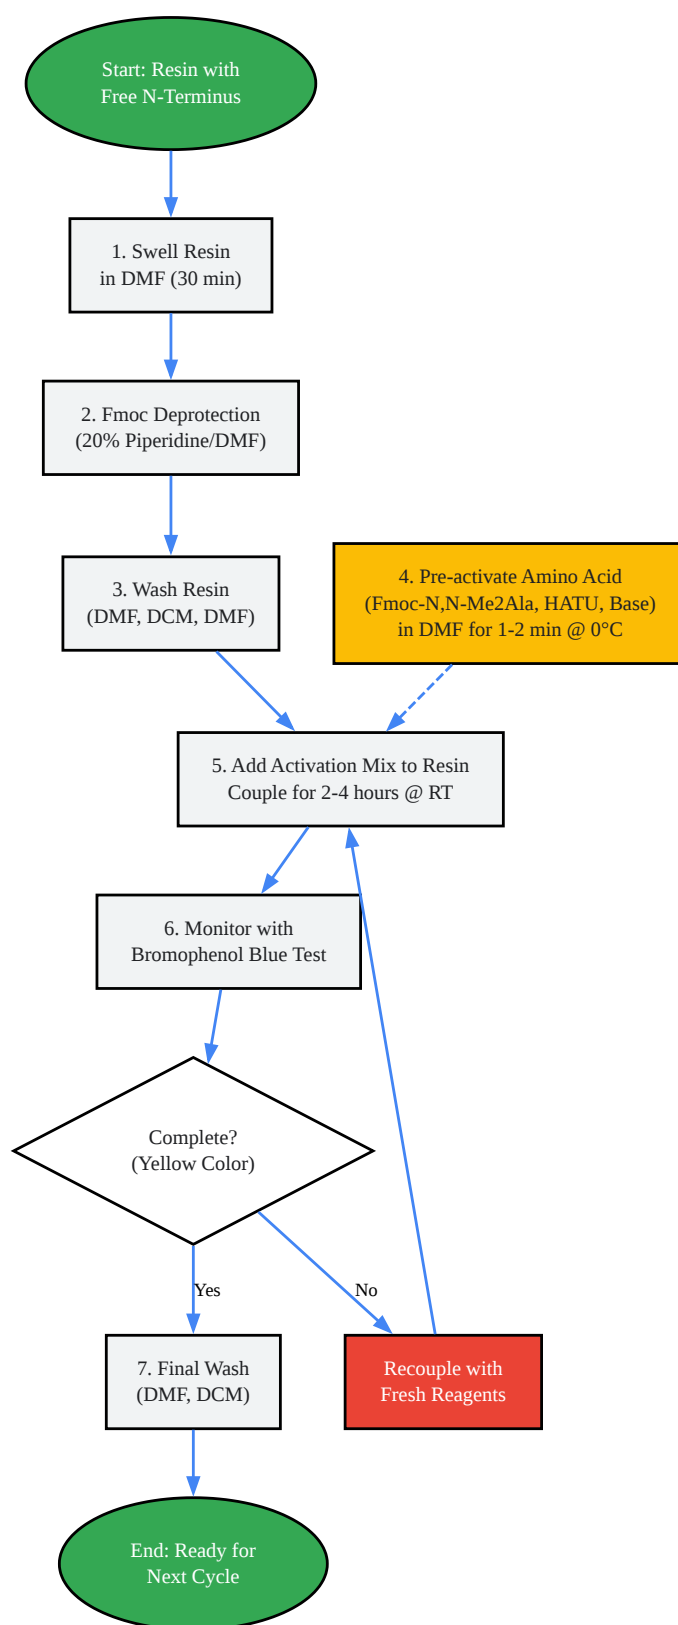 Start: Resin with
Free N-Terminus
1. Swell Resin
in DMF (30 min)
2. Fmoc Deprotection
(20% Piperidine/DMF)
3. Wash Resin
(DMF, DCM, DMF)
4. Pre-activate Amino Acid
(Fmoc-N,N-Me2Ala, HATU, Base)
in DMF for 1-2 min @ 0°C
5. Add Activation Mix to Resin
Couple for 2-4 hours @ RT
6. Monitor with
Bromophenol Blue Test
Complete?
(Yellow Color)
Yes
No
7. Final Wash
(DMF, DCM)
Recouple with
Fresh Reagents
End: Ready for
Next Cycle